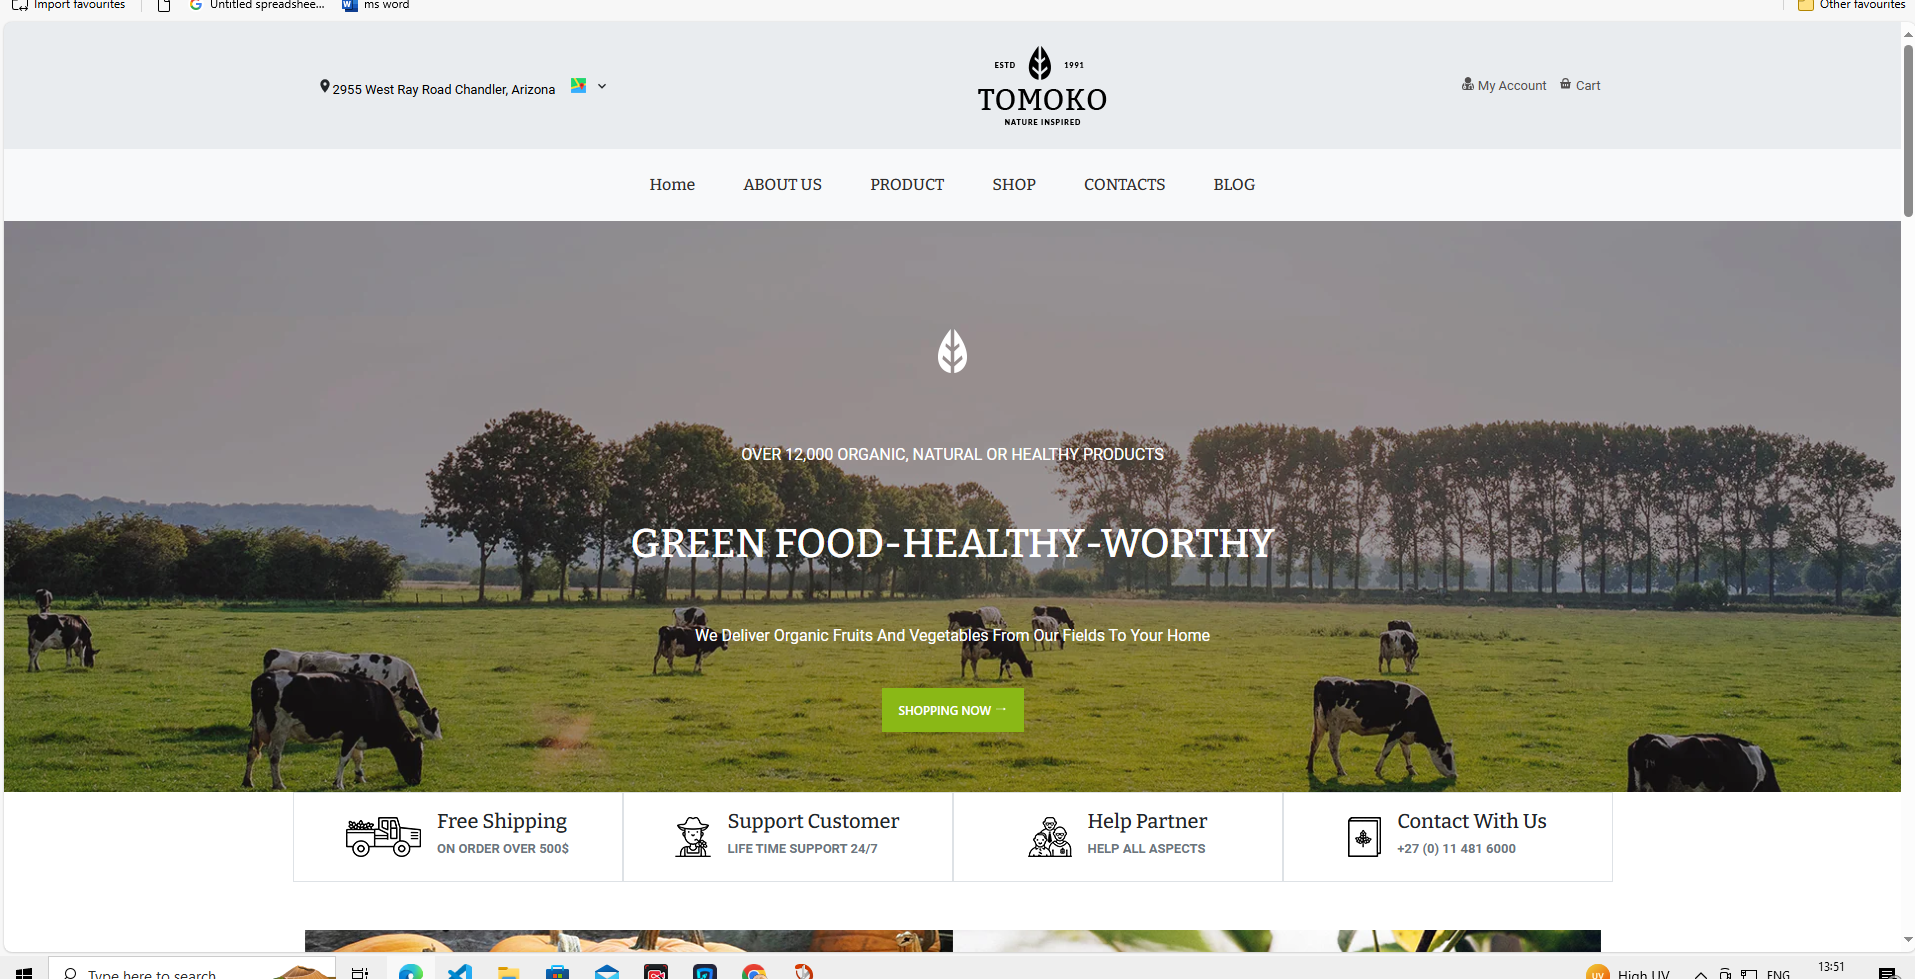 Import favourites
Untitled spreadshee...
ms word
Other favourites
2955 West Ray Road Chandler, Arizona
ESTD 1991
TOMOKO
NATURE INSPIRED
My Account
Cart
Home
ABOUT US
PRODUCT
SHOP
CONTACTS
BLOG
OVER 12,000 ORGANIC, NATURAL OR HEALTHY PRODUCTS
GREEN FOOD-HEALTHY-WORTHY
We Deliver Organic Fruits And Vegetables From Our Fields To Your Home
SHOPPING NOW →
Free Shipping
ON ORDER OVER 500$
Support Customer
LIFE TIME SUPPORT 24/7
Help Partner
HELP ALL ASPECTS
Contact With Us
+27 (0) 11 481 6000
Type here to search
UV
High UV
ENG
13:51